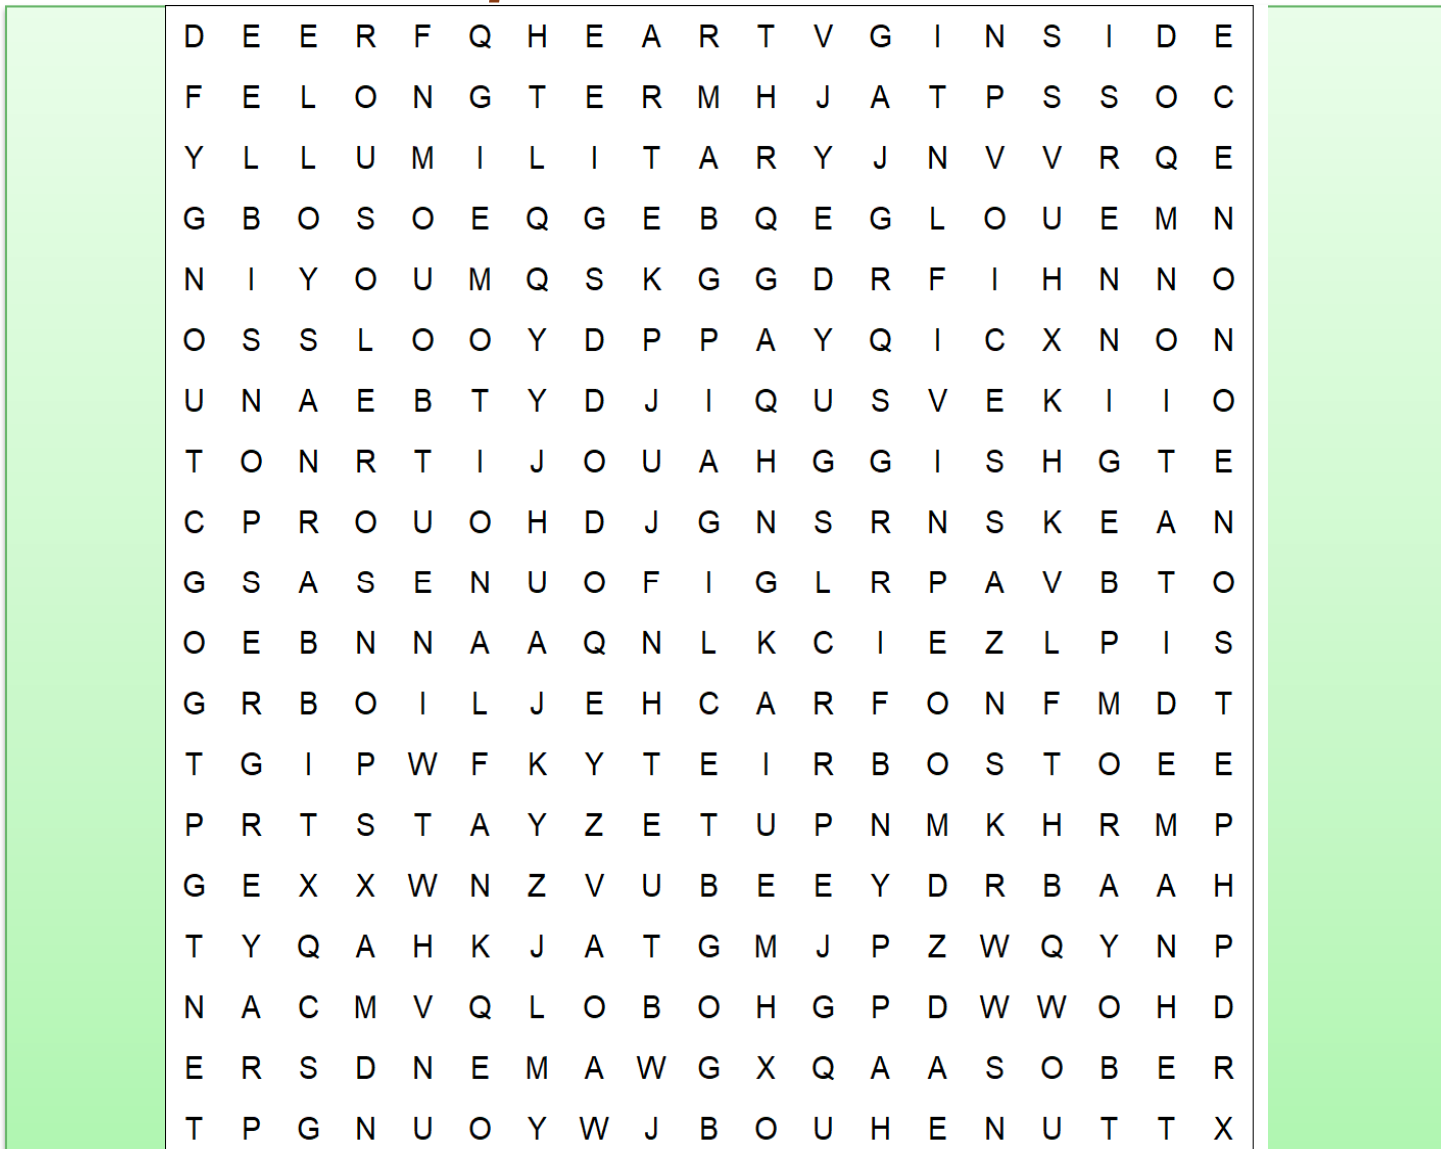 D E E R F Q H E A R T V G I N S I D E
F E L O N G T E R M H J A T P S S O C
Y L L U M I L I T A R Y J N V V R Q E
G B O S O E Q G E B Q E G L O U E M N
N I Y O U M Q S K G G D R F I H N N O
O S S L O O Y D P P A Y Q I C X N O N
U N A E B T Y D J I Q U S V E K I I O
T O N R T I J O U A H G G I S H G T E
C P R O U O H D J G N S R N S K E A N
G S A S E N U O F I G L R P A V B T O
O E B N N A A Q N L K C I E Z L P I S
G R B O I L J E H C A R F O N F M D T
T G I P W F K Y T E I R B O S T O E E
P R T S T A Y Z E T U P N M K H R M P
G E X X W N Z V U B E E Y D R B A A H
T Y Q A H K J A T G M J P Z W Q Y N P
N A C M V Q L O B O H G P D W W O H D
E R S D N E M A W G X Q A A S O B E R
T P G N U O Y W J B O U H E N U T T X